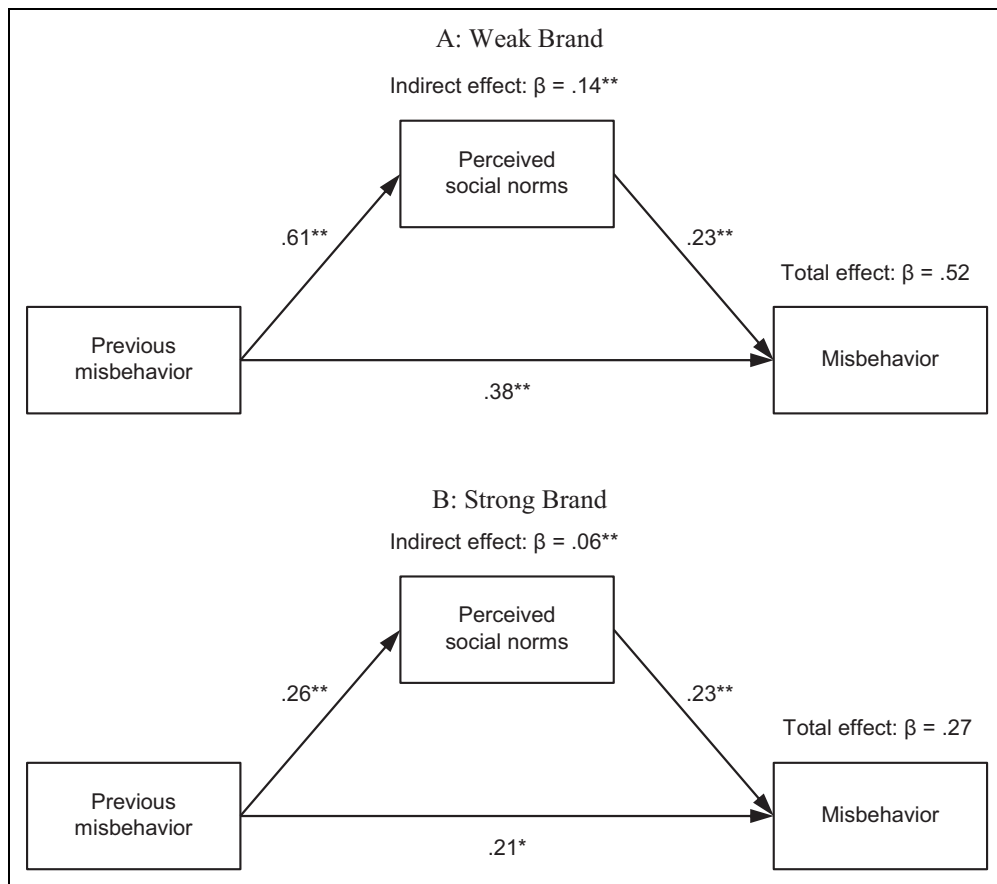 A: Weak Brand
Indirect effect: β = .14**
Perceived
social norms
.61**
.23**
Total effect: β = .52
Previous
misbehavior
Misbehavior
.38**
B: Strong Brand
Indirect effect: β = .06**
Perceived
social norms
.26**
.23**
Total effect: β = .27
Previous
misbehavior
Misbehavior
.21*